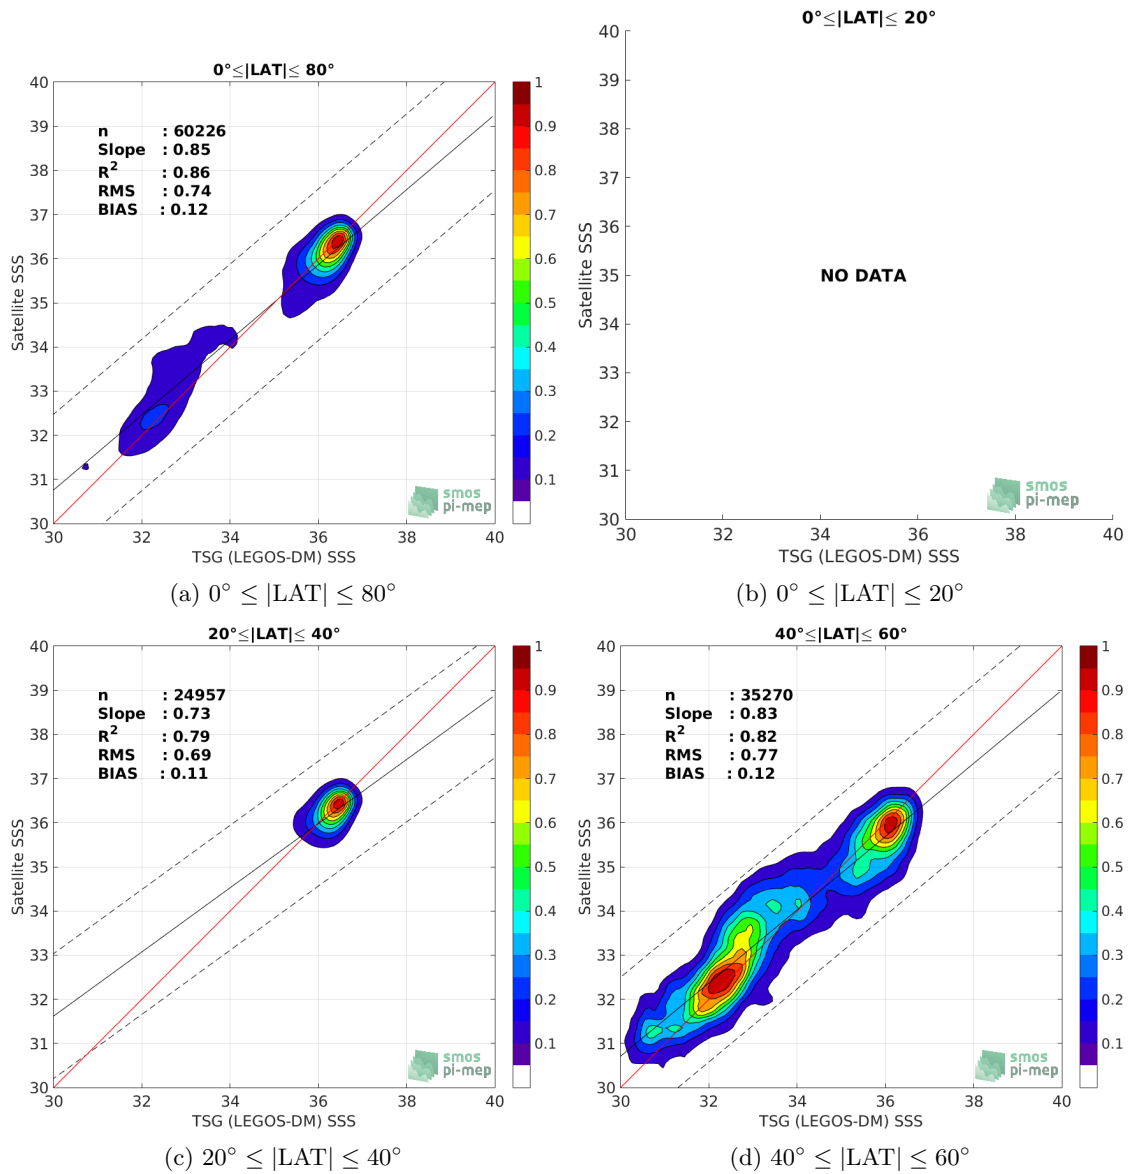 0°≤|LAT|≤ 80°
40
39
38
37
36
35
34
33
32
31
30
n : 60226
Slope : 0.85
R² : 0.86
RMS : 0.74
BIAS : 0.12
Satellite SSS
30 32 34 36 38 40
TSG (LEGOS-DM) SSS
smos
pi-mep
1
0.9
0.8
0.7
0.6
0.5
0.4
0.3
0.2
0.1
(a) 0° ≤ |LAT| ≤ 80°
0°≤|LAT|≤ 20°
40
39
38
37
36
35
34
33
32
31
30
Satellite SSS
NO DATA
smos
pi-mep
30 32 34 36 38 40
TSG (LEGOS-DM) SSS
(b) 0° ≤ |LAT| ≤ 20°
20°≤|LAT|≤ 40°
40
39
38
37
36
35
34
33
32
31
30
n : 24957
Slope : 0.73
R² : 0.79
RMS : 0.69
BIAS : 0.11
Satellite SSS
30 32 34 36 38 40
TSG (LEGOS-DM) SSS
smos
pi-mep
1
0.9
0.8
0.7
0.6
0.5
0.4
0.3
0.2
0.1
(c) 20° ≤ |LAT| ≤ 40°
40°≤|LAT|≤ 60°
40
39
38
37
36
35
34
33
32
31
30
n : 35270
Slope : 0.83
R² : 0.82
RMS : 0.77
BIAS : 0.12
Satellite SSS
30 32 34 36 38 40
TSG (LEGOS-DM) SSS
smos
pi-mep
1
0.9
0.8
0.7
0.6
0.5
0.4
0.3
0.2
0.1
(d) 40° ≤ |LAT| ≤ 60°